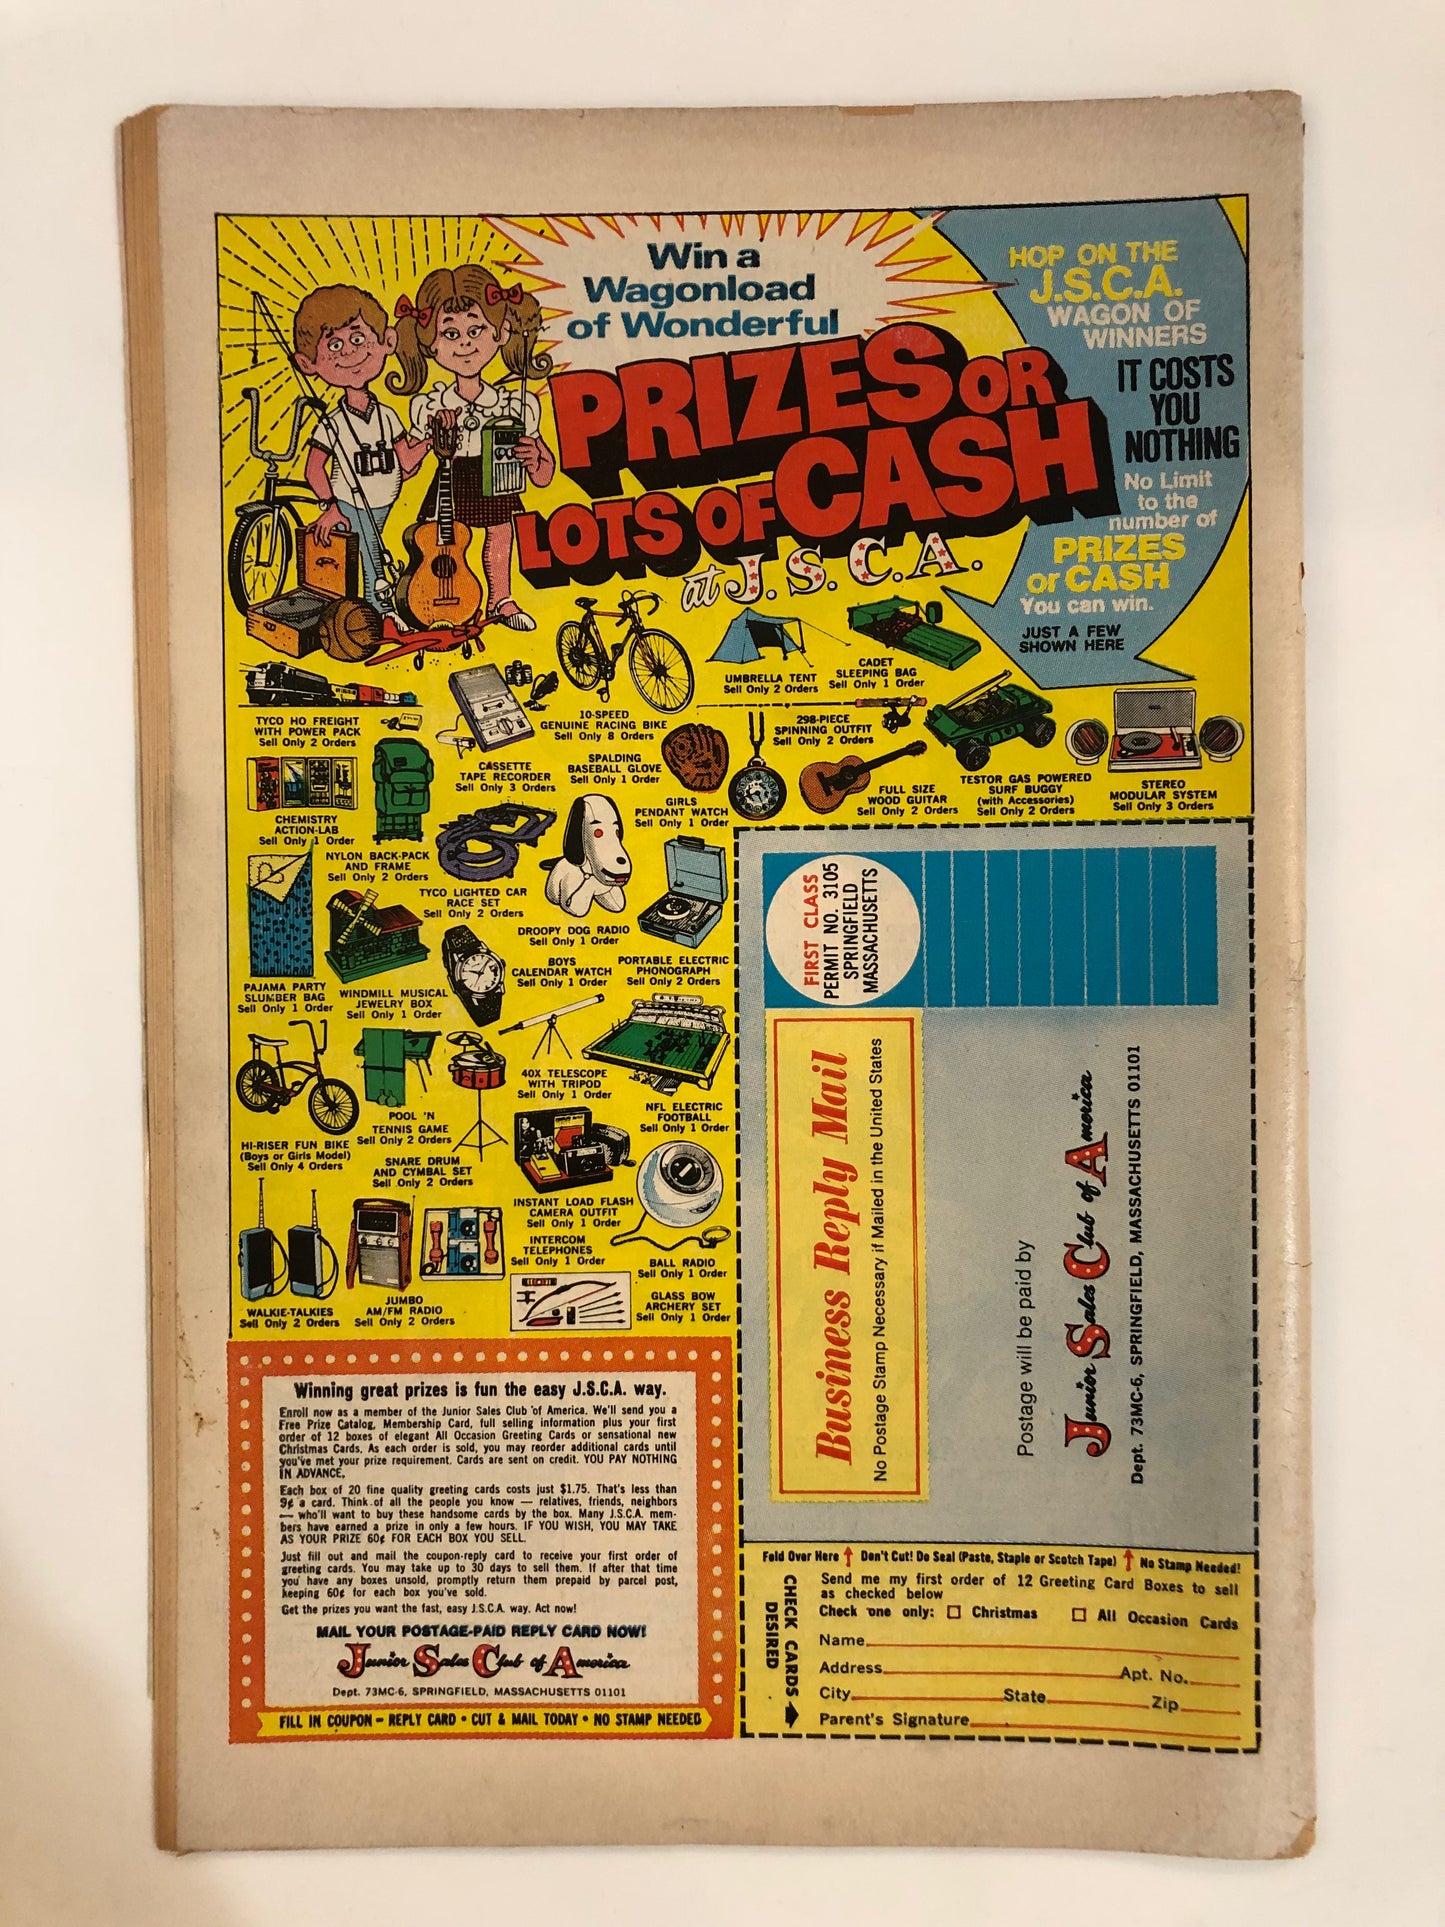 Win a
Wagonload
of Wonderful
PRIZES OR
LOTS OF CASH
at J.S.C.A.
HOP ON THE
J.S.C.A.
WAGON OF
WINNERS
IT COSTS
YOU
NOTHING
No Limit
to the
number of
PRIZES
or CASH
You can win.
JUST A FEW
SHOWN HERE
TYCO HO FREIGHT
WITH POWER PACK
Sell Only 2 Orders
CASSETTE
TAPE RECORDER
Sell Only 3 Orders
10-SPEED
GENUINE RACING BIKE
Sell Only 8 Orders
UMBRELLA TENT
Sell Only 2 Orders
CADET
SLEEPING BAG
Sell Only 1 Order
SPALDING
BASEBALL GLOVE
Sell Only 1 Order
298-PIECE
SPINNING OUTFIT
Sell Only 2 Orders
GIRLS
PENDANT WATCH
Sell Only 1 Order
FULL SIZE
WOOD GUITAR
Sell Only 2 Orders
TESTOR GAS POWERED
SURF BUGGY
(with Accessories)
Sell Only 2 Orders
STEREO
MODULAR SYSTEM
Sell Only 3 Orders
CHEMISTRY
ACTION-LAB
Sell Only 1 Order
NYLON BACK-PACK
AND FRAME
Sell Only 2 Orders
TYCO LIGHTED CAR
RACE SET
Sell Only 2 Orders
DROOPY DOG RADIO
Sell Only 1 Order
PAJAMA PARTY
SLUMBER BAG
Sell Only 1 Order
WINDMILL MUSICAL
JEWELRY BOX
Sell Only 1 Order
BOYS
CALENDAR WATCH
Sell Only 1 Order
PORTABLE ELECTRIC
PHONOGRAPH
Sell Only 2 Orders
HI-RISER FUN BIKE
(Boys or Girls Model)
Sell Only 4 Orders
POOL 'N
TENNIS GAME
Sell Only 2 Orders
SNARE DRUM
AND CYMBAL SET
Sell Only 2 Orders
40X TELESCOPE
WITH TRIPOD
Sell Only 1 Order
NFL ELECTRIC
FOOTBALL
Sell Only 1 Order
INSTANT LOAD FLASH
CAMERA OUTFIT
Sell Only 1 Order
INTERCOM
TELEPHONES
Sell Only 1 Order
BALL RADIO
Sell Only 1 Order
WALKIE-TALKIES
Sell Only 2 Orders
JUMBO
AM/FM RADIO
Sell Only 2 Orders
GLASS BOW
ARCHERY SET
Sell Only 1 Order
Winning great prizes is fun the easy J.S.C.A. way.
Enroll now as a member of the Junior Sales Club of America. We'll send you a
Free Prize Catalog, Membership Card, full selling information plus your first
order of 12 boxes of elegant All Occasion Greeting Cards or sensational new
Christmas Cards. As each order is sold, you may reorder additional cards until
you've met your prize requirement. Cards are sent on credit. YOU PAY NOTHING
IN ADVANCE.
Each box of 20 fine quality greeting cards costs just $1.75. That's less than
9¢ a card. Think of all the people you know — relatives, friends, neighbors
— who'll want to buy these handsome cards by the box. Many J.S.C.A. mem-
bers have earned a prize in only a few hours. IF YOU WISH, YOU MAY TAKE
AS YOUR PRIZE 60¢ FOR EACH BOX YOU SELL.
Just fill out and mail the coupon-reply card to receive your first order of
greeting cards. You may take up to 30 days to sell them. If after that time
you have any boxes unsold, promptly return them prepaid by parcel post,
keeping 60¢ for each box you've sold.
Get the prizes you want the fast, easy J.S.C.A. way. Act now!
MAIL YOUR POSTAGE-PAID REPLY CARD NOW!
Junior Sales Club of America
Dept. 73MC-6, SPRINGFIELD, MASSACHUSETTS 01101
FILL IN COUPON – REPLY CARD • CUT & MAIL TODAY • NO STAMP NEEDED
FIRST CLASS
PERMIT NO. 3105
SPRINGFIELD
MASSACHUSETTS
Business Reply Mail
No Postage Stamp Necessary if Mailed in the United States
Postage will be paid by
Junior Sales Club of America
Dept. 73MC-6, SPRINGFIELD, MASSACHUSETTS 01101
Fold Over Here ↑ Don't Cut! Do Seal (Paste, Staple or Scotch Tape) ↑ No Stamp Needed!
CHECK CARDS
DESIRED
Send me my first order of 12 Greeting Card Boxes to sell
as checked below
Check one only: ☐ Christmas ☐ All Occasion Cards
Name
Address Apt. No.
City State Zip
Parent's Signature